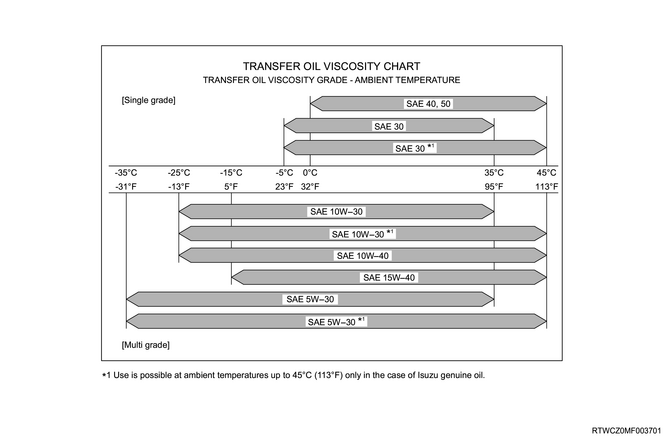 TRANSFER OIL VISCOSITY CHART
TRANSFER OIL VISCOSITY GRADE - AMBIENT TEMPERATURE
[Single grade]
SAE 40, 50
SAE 30
SAE 30 *1
-35°C -25°C -15°C -5°C 0°C 35°C 45°C
-31°F -13°F 5°F 23°F 32°F 95°F 113°F
SAE 10W–30
SAE 10W–30 *1
SAE 10W–40
SAE 15W–40
SAE 5W–30
SAE 5W–30 *1
[Multi grade]
*1 Use is possible at ambient temperatures up to 45°C (113°F) only in the case of Isuzu genuine oil.
RTWCZ0MF003701